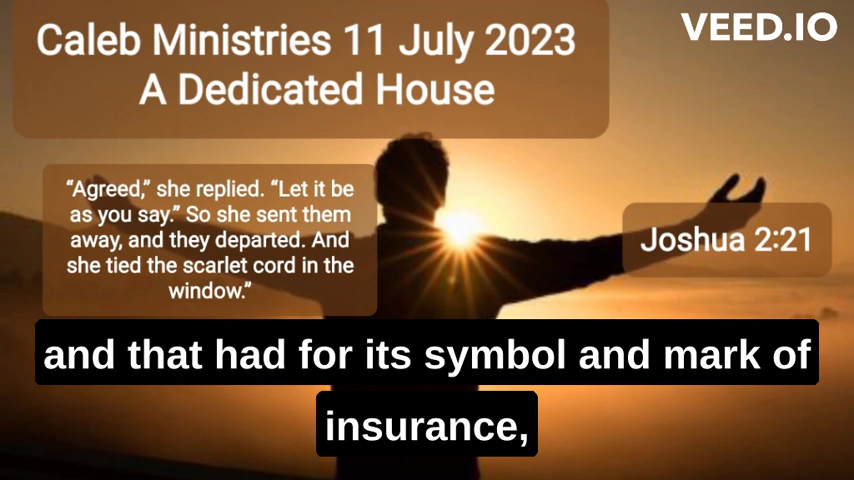 Caleb Ministries 11 July 2023
A Dedicated House
VEED.IO
“Agreed,” she replied. “Let it be
as you say.” So she sent them
away, and they departed. And
she tied the scarlet cord in the
window.”
Joshua 2:21
and that had for its symbol and mark of
insurance,